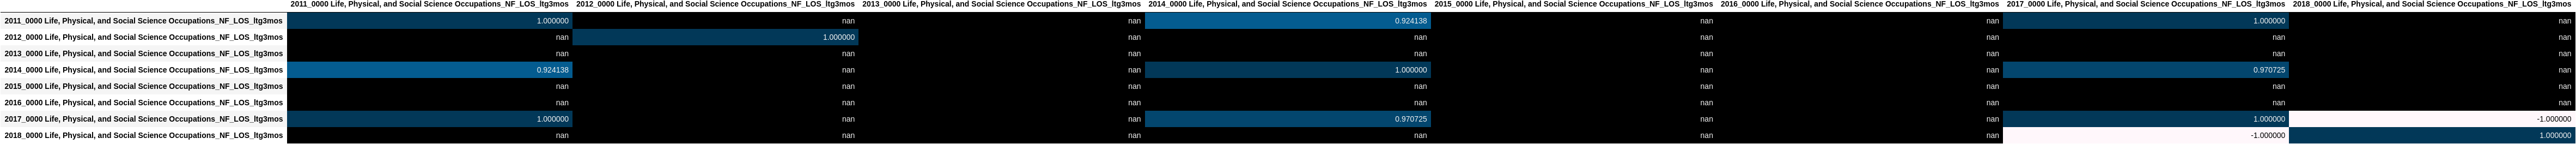 2011_0000 Life, Physical, and Social Science Occupations_NF_LOS_ltg3mos 2012_0000 Life, Physical, and Social Science Occupations_NF_LOS_ltg3mos 2013_0000 Life, Physical, and Social Science Occupations_NF_LOS_ltg3mos 2014_0000 Life, Physical, and Social Science Occupations_NF_LOS_ltg3mos 2015_0000 Life, Physical, and Social Science Occupations_NF_LOS_ltg3mos 2016_0000 Life, Physical, and Social Science Occupations_NF_LOS_ltg3mos 2017_0000 Life, Physical, and Social Science Occupations_NF_LOS_ltg3mos 2018_0000 Life, Physical, and Social Science Occupations_NF_LOS_ltg3mos
2011_0000 Life, Physical, and Social Science Occupations_NF_LOS_ltg3mos 1.000000 nan nan 0.924138 nan nan 1.000000 nan
2012_0000 Life, Physical, and Social Science Occupations_NF_LOS_ltg3mos nan 1.000000 nan nan nan nan nan nan
2013_0000 Life, Physical, and Social Science Occupations_NF_LOS_ltg3mos nan nan nan nan nan nan nan nan
2014_0000 Life, Physical, and Social Science Occupations_NF_LOS_ltg3mos 0.924138 nan nan 1.000000 nan nan 0.970725 nan
2015_0000 Life, Physical, and Social Science Occupations_NF_LOS_ltg3mos nan nan nan nan nan nan nan nan
2016_0000 Life, Physical, and Social Science Occupations_NF_LOS_ltg3mos nan nan nan nan nan nan nan nan
2017_0000 Life, Physical, and Social Science Occupations_NF_LOS_ltg3mos 1.000000 nan nan 0.970725 nan nan 1.000000 -1.000000
2018_0000 Life, Physical, and Social Science Occupations_NF_LOS_ltg3mos nan nan nan nan nan nan -1.000000 1.000000